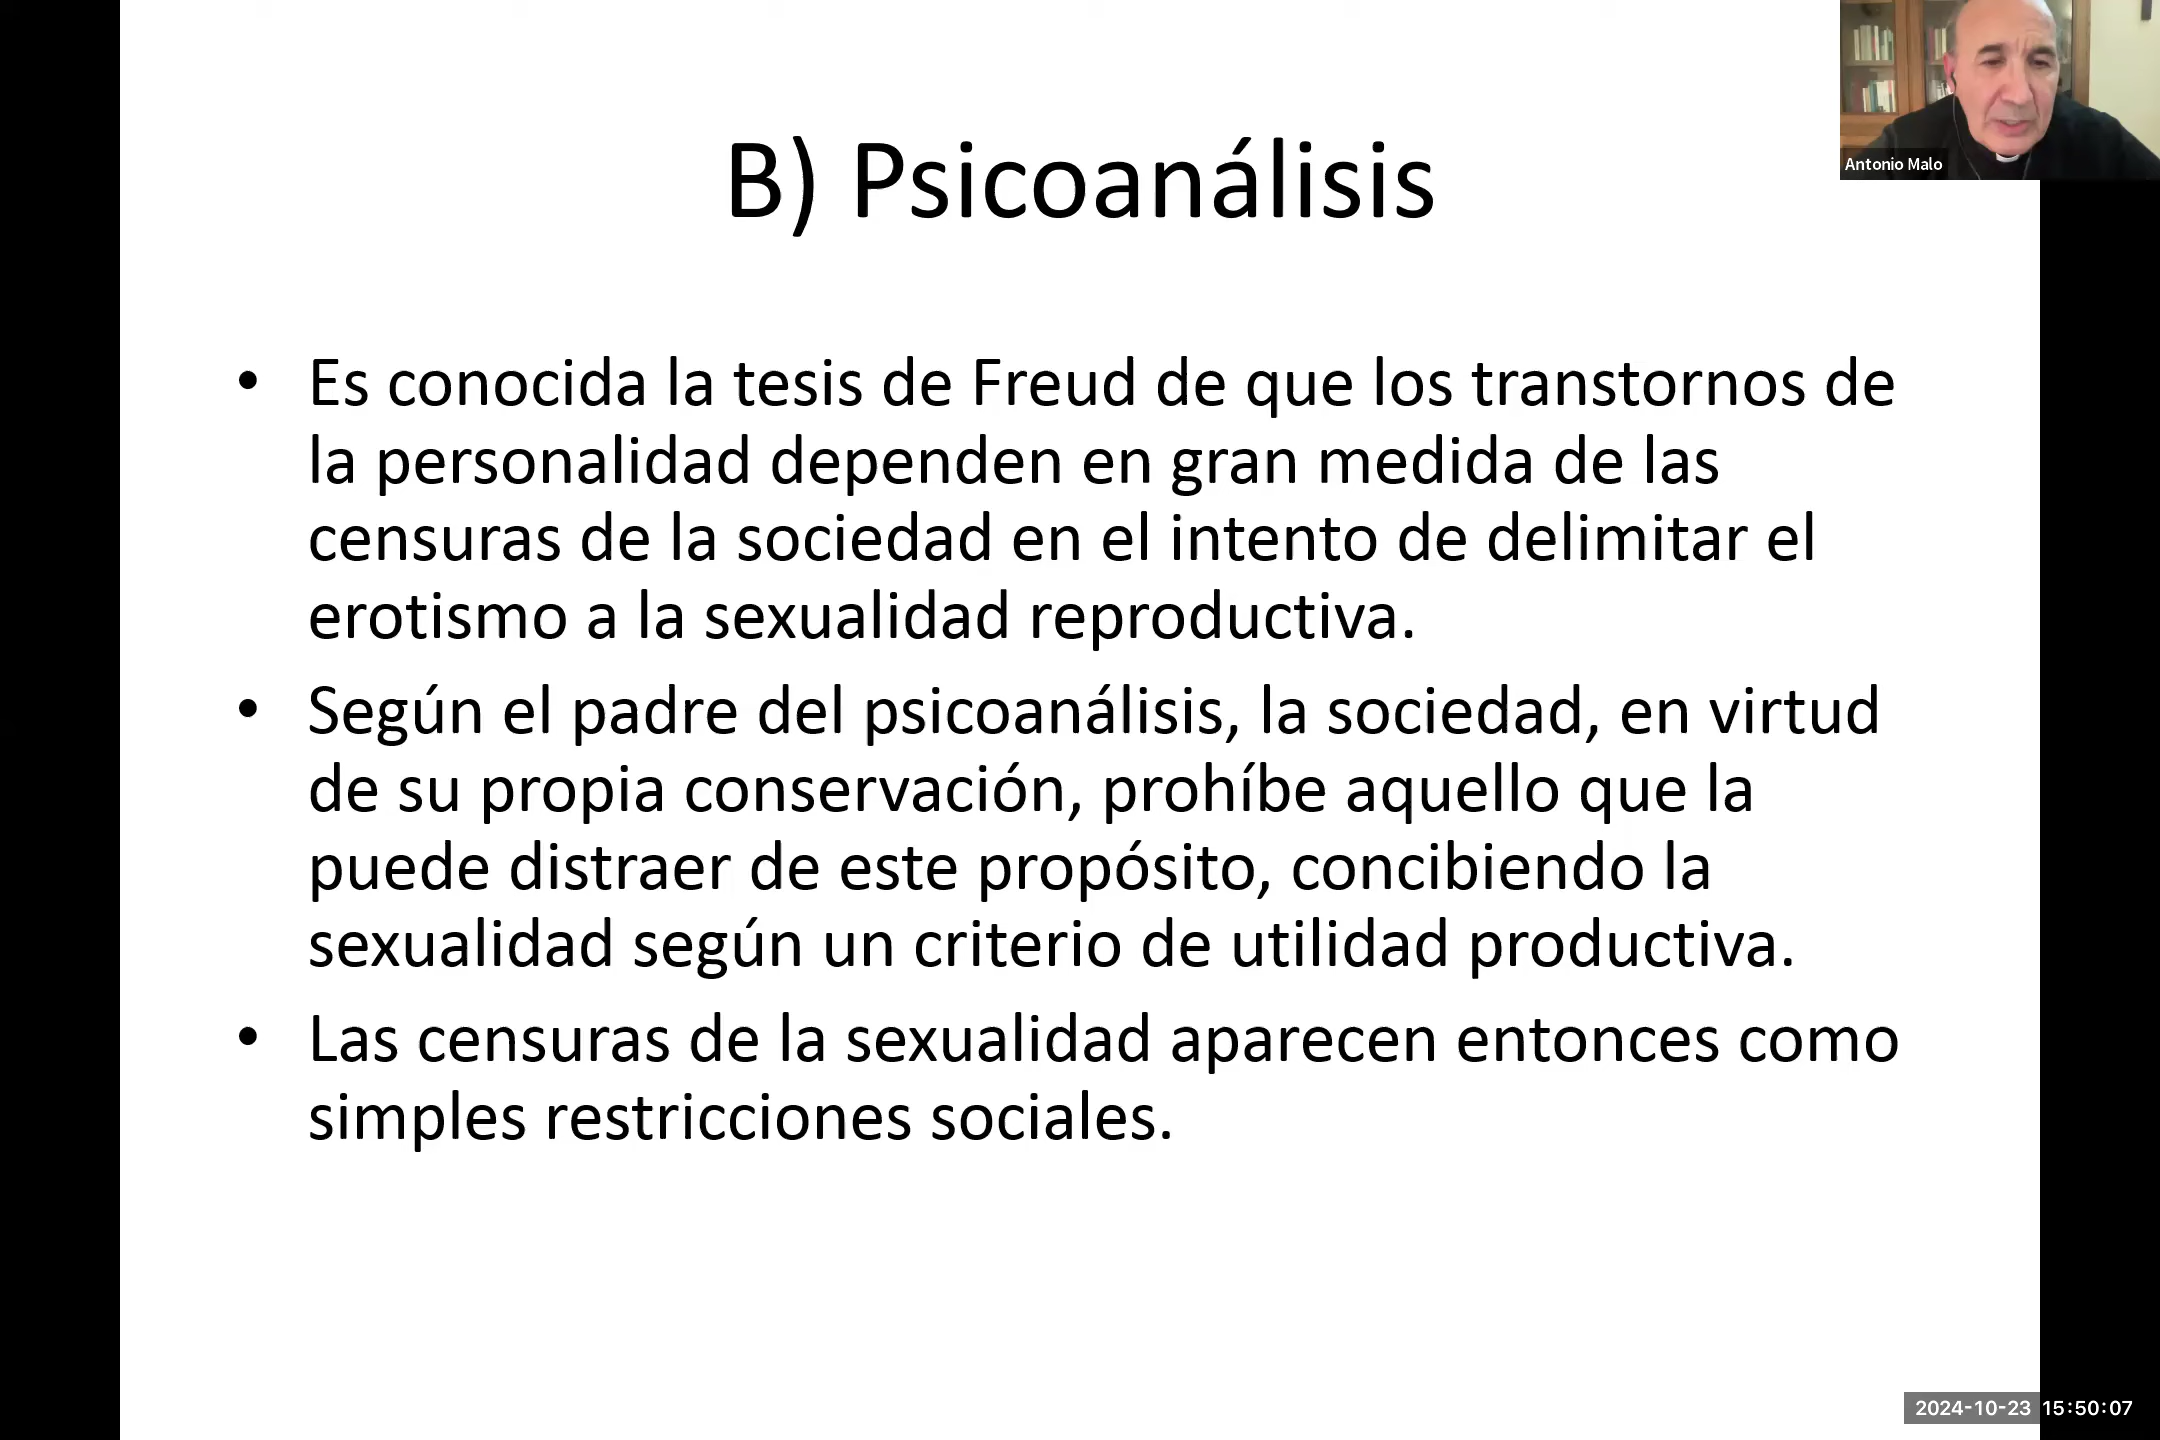 B) Psicoanálisis
Antonio Malo
• Es conocida la tesis de Freud de que los transtornos de
la personalidad dependen en gran medida de las
censuras de la sociedad en el intento de delimitar el
erotismo a la sexualidad reproductiva.
• Según el padre del psicoanálisis, la sociedad, en virtud
de su propia conservación, prohíbe aquello que la
puede distraer de este propósito, concibiendo la
sexualidad según un criterio de utilidad productiva.
• Las censuras de la sexualidad aparecen entonces como
simples restricciones sociales.
2024-10-23 15:50:07